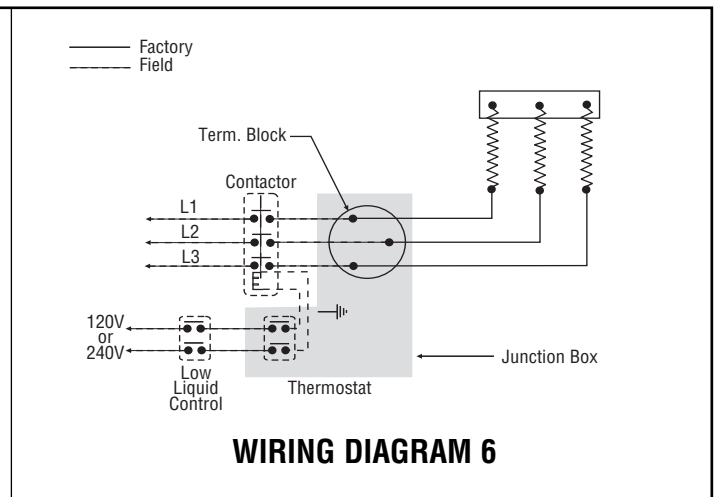 Factory
Field
Term. Block
Contactor
L1
L2
L3
120V
or
240V
Low
Liquid
Control
Thermostat
Junction Box
WIRING DIAGRAM 6